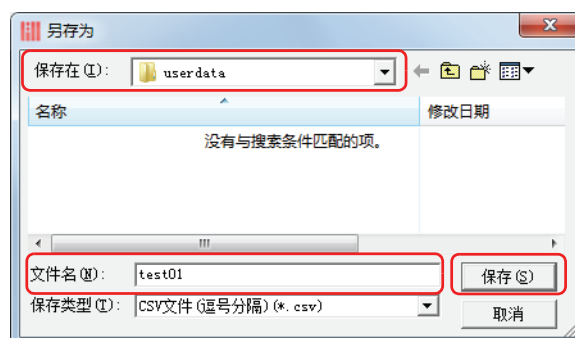 另存为
保存在(I): userdata
名称 修改日期
没有与搜索条件匹配的项。
文件名(N): test01 保存(S)
保存类型(T): CSV文件(逗号分隔)(*.csv) 取消